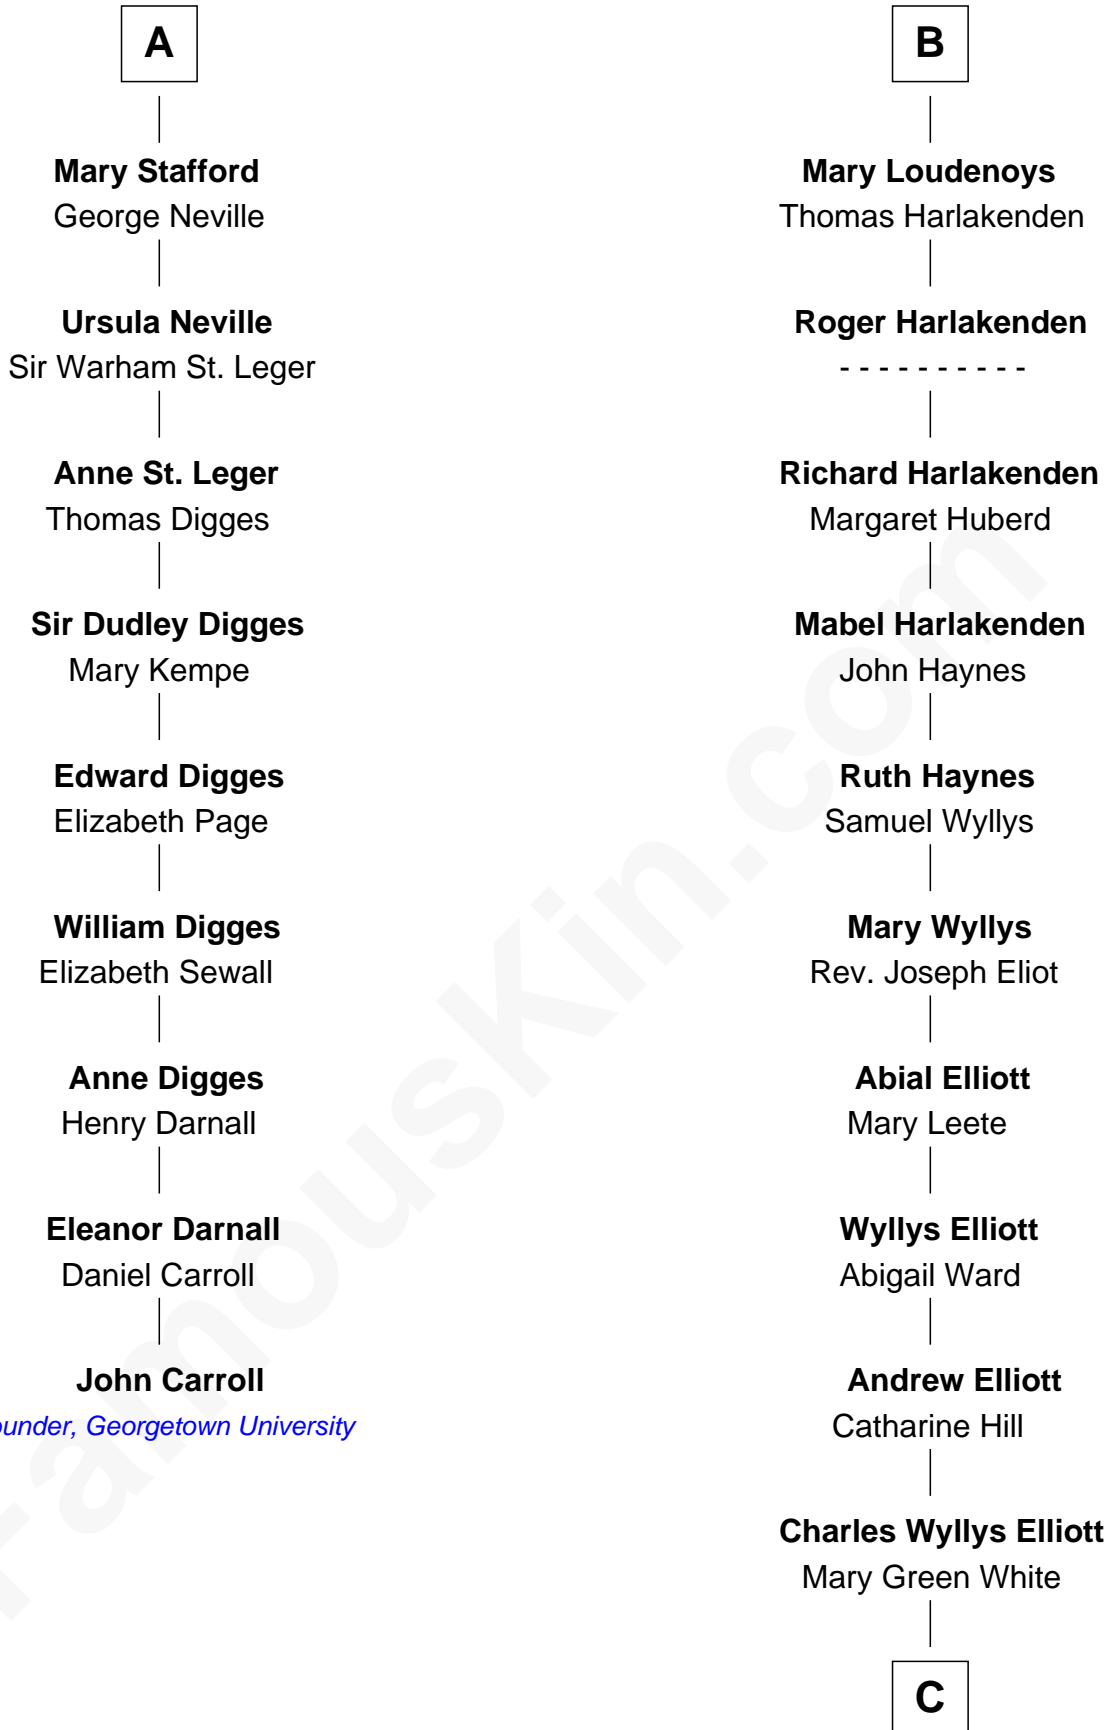 A
Mary Stafford
George Neville
Ursula Neville
Sir Warham St. Leger
Anne St. Leger
Thomas Digges
Sir Dudley Digges
Mary Kempe
Edward Digges
Elizabeth Page
William Digges
Elizabeth Sewall
Anne Digges
Henry Darnall
Eleanor Darnall
Daniel Carroll
John Carroll
under, Georgetown University
B
Mary Loudenoys
Thomas Harlakenden
Roger Harlakenden
- - - - - - - - - -
Richard Harlakenden
Margaret Huberd
Mabel Harlakenden
John Haynes
Ruth Haynes
Samuel Wyllys
Mary Wyllys
Rev. Joseph Eliot
Abial Elliott
Mary Leete
Wyllys Elliott
Abigail Ward
Andrew Elliott
Catharine Hill
Charles Wyllys Elliott
Mary Green White
C
FamousKin.com